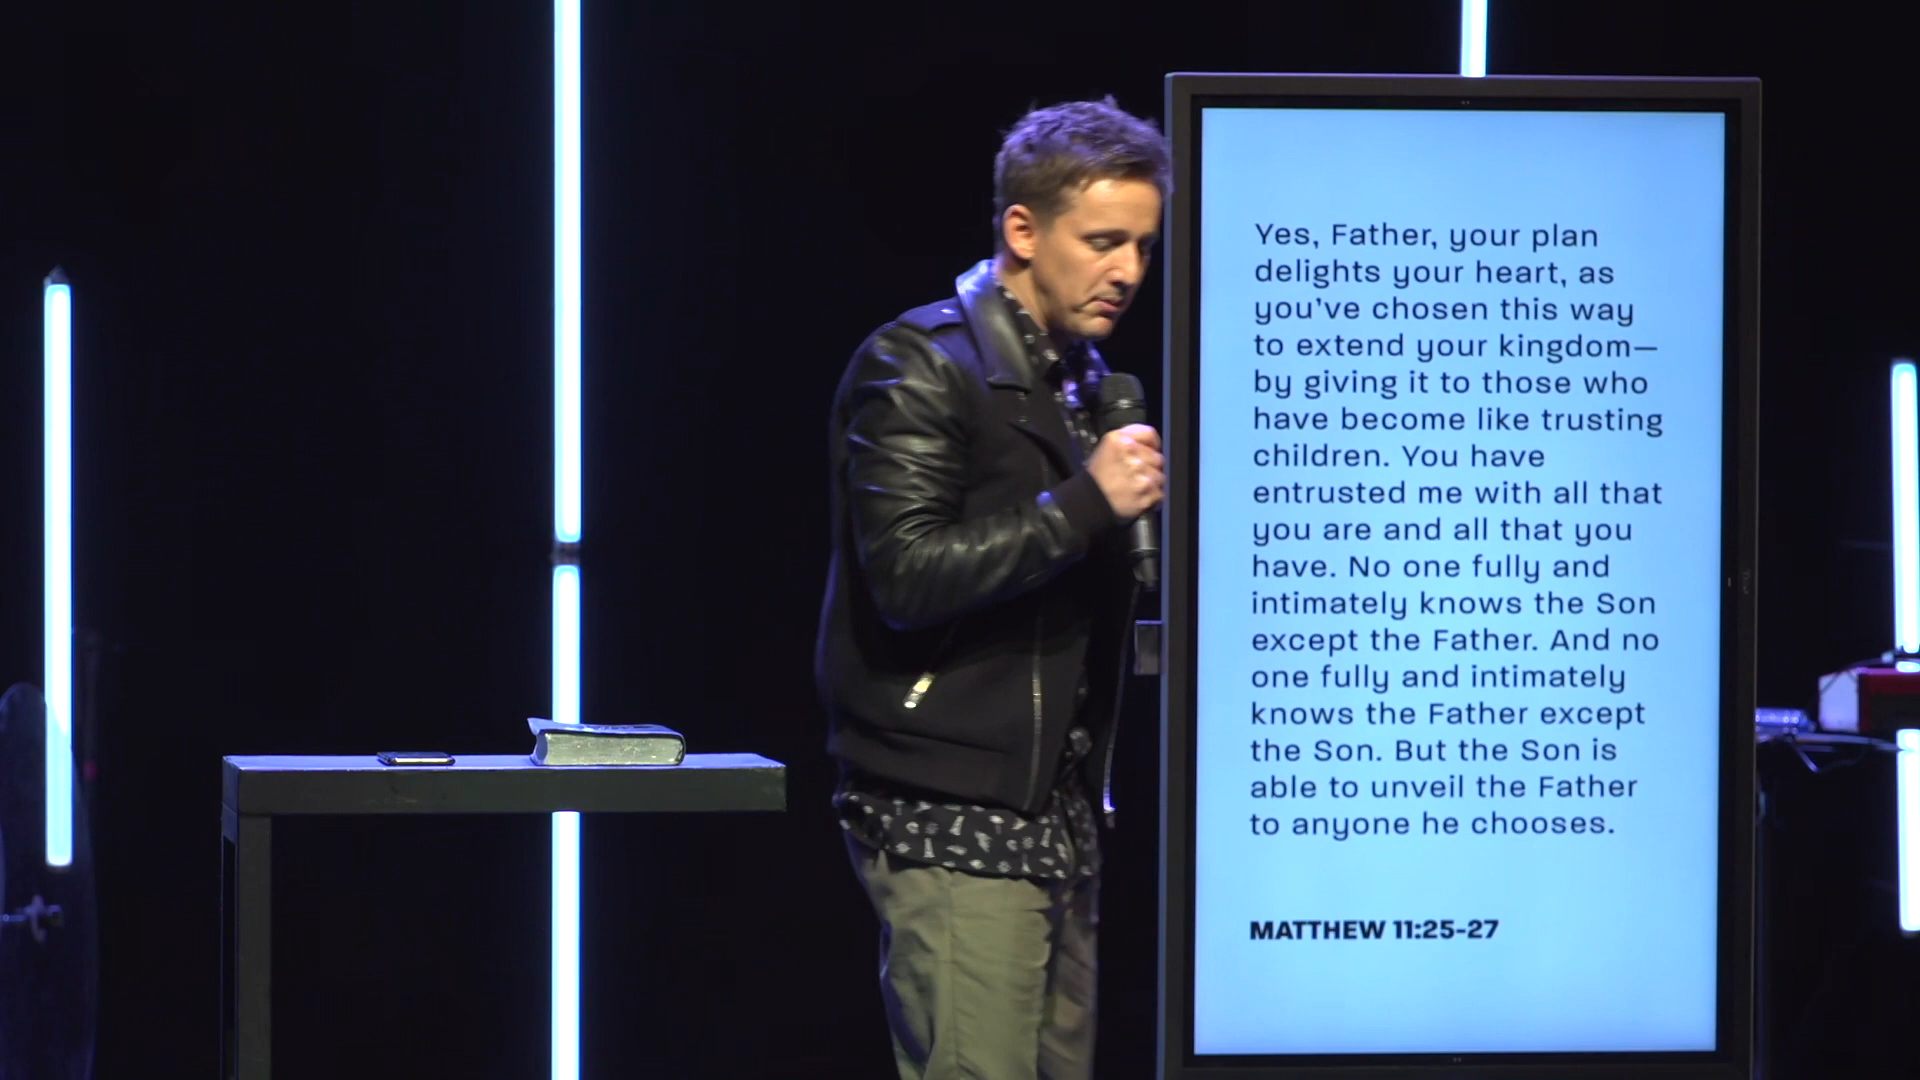 Yes, Father, your plan
delights your heart, as
you've chosen this way
to extend your kingdom—
by giving it to those who
have become like trusting
children. You have
entrusted me with all that
you are and all that you
have. No one fully and
intimately knows the Son
except the Father. And no
one fully and intimately
knows the Father except
the Son. But the Son is
able to unveil the Father
to anyone he chooses.
MATTHEW 11:25-27